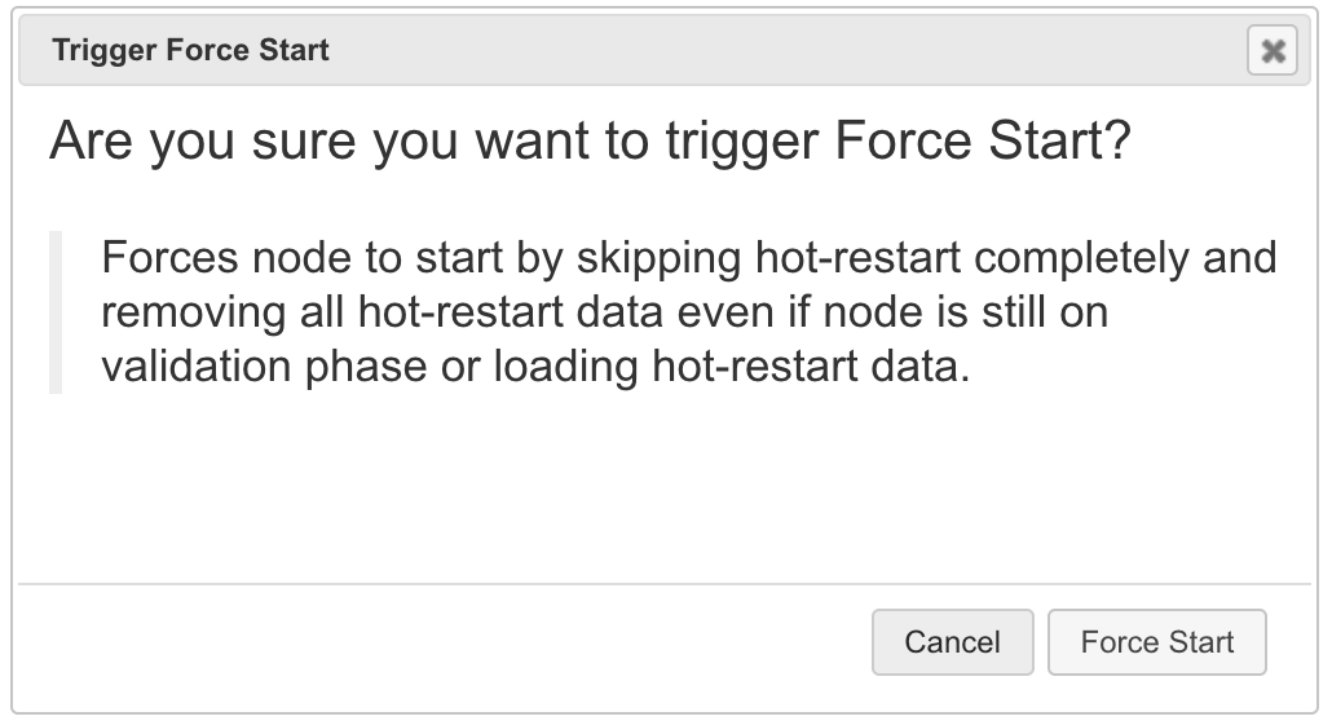 Trigger Force Start
Are you sure you want to trigger Force Start?
Forces node to start by skipping hot-restart completely and
removing all hot-restart data even if node is still on
validation phase or loading hot-restart data.
Cancel
Force Start